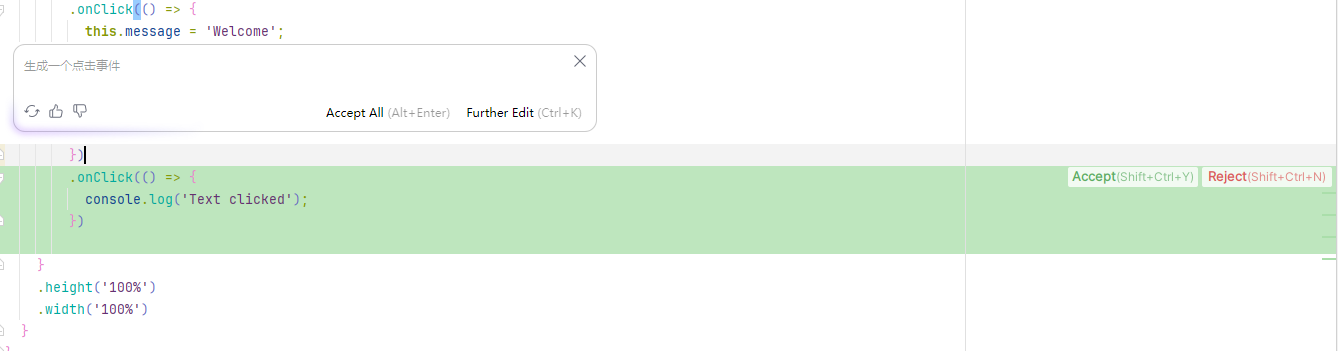 .onClick(() => {
this.message = 'Welcome';
生成一个点击事件
Accept All (Alt+Enter) Further Edit (Ctrl+K)
})
.onClick(() => {
Accept(Shift+Ctrl+Y) Reject(Shift+Ctrl+N)
console.log('Text clicked');
})
}
.height('100%')
.width('100%')
}